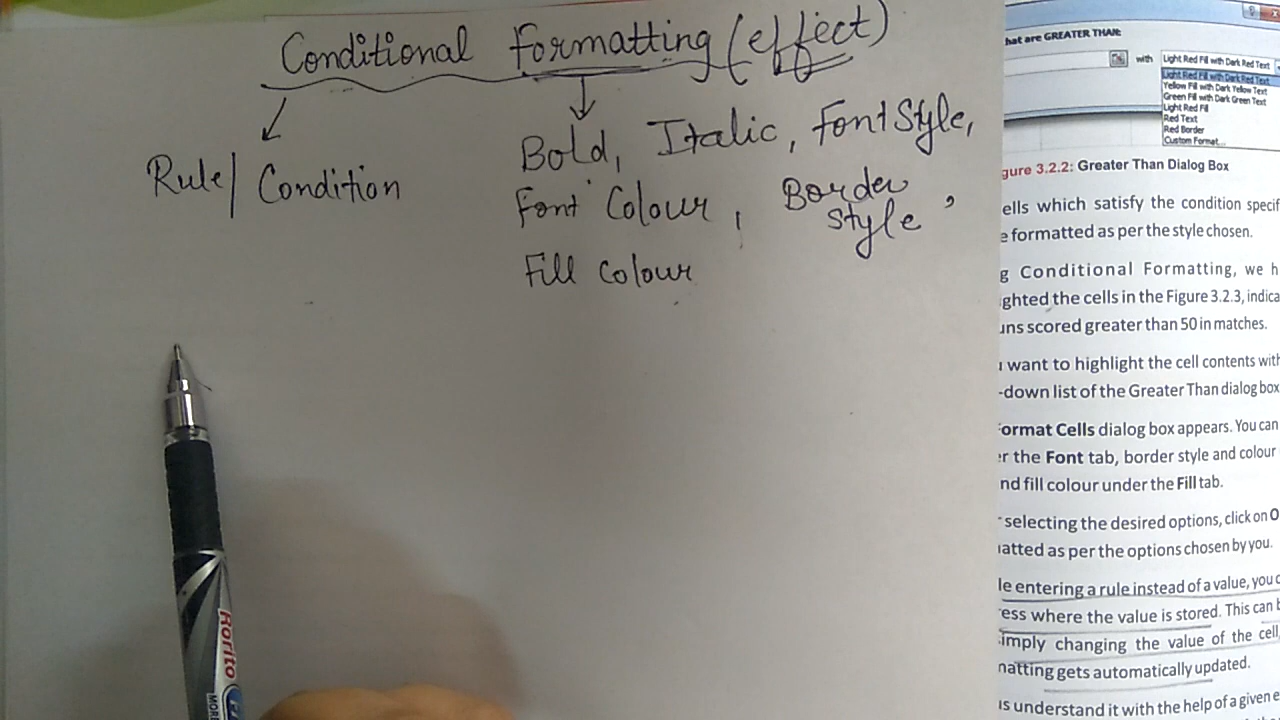 Conditional Formatting (effect)
Rule/ Condition
Bold, Italic, Font Style,
Font Colour, Border Style,
Fill Colour
Rorito
MORE
hat are GREATER THAN:
with Light Red Fill with Dark Red Text
Light Red Fill with Dark Red Text
Yellow Fill with Dark Yellow Text
Green Fill with Dark Green Text
Light Red Fill
Red Text
Red Border
Custom Format...
gure 3.2.2: Greater Than Dialog Box
ells which satisfy the condition specif
e formatted as per the style chosen.
g Conditional Formatting, we h
ighted the cells in the Figure 3.2.3, indica
uns scored greater than 50 in matches.
want to highlight the cell contents with
-down list of the Greater Than dialog box
ormat Cells dialog box appears. You can
er the Font tab, border style and colour
nd fill colour under the Fill tab.
selecting the desired options, click on O
natted as per the options chosen by you.
le entering a rule instead of a value, you c
ress where the value is stored. This can b
imply changing the value of the cell,
matting gets automatically updated.
us understand it with the help of a given e